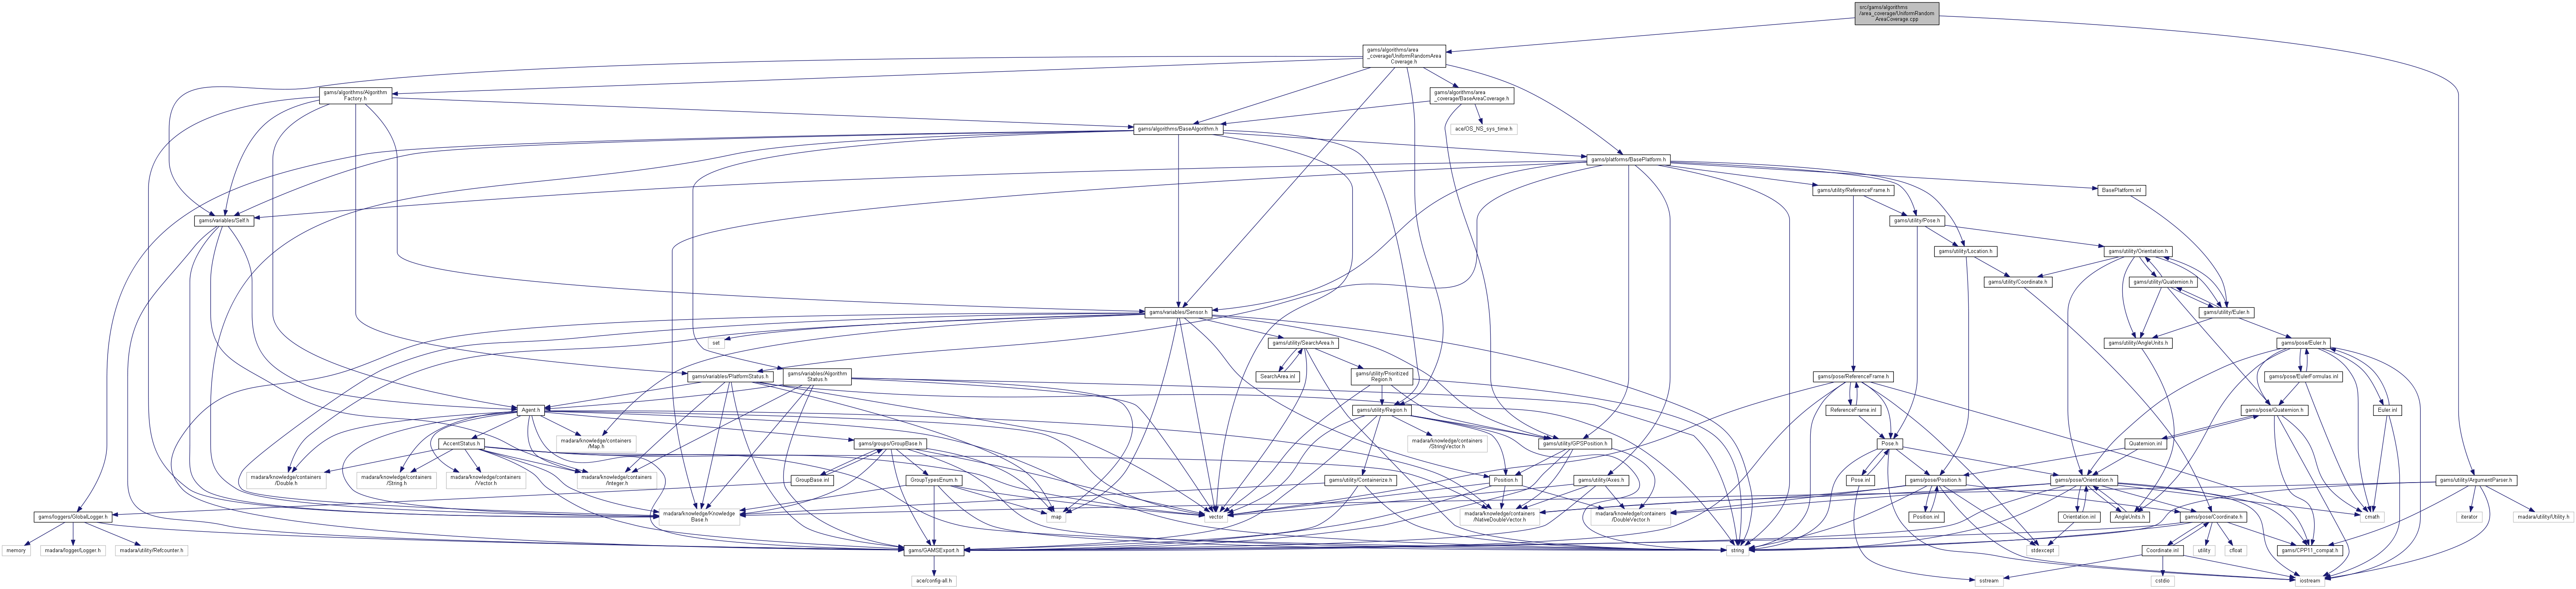 src/gams/algorithms
/area_coverage/UniformRandom
AreaCoverage.cpp
gams/algorithms/area
_coverage/UniformRandomArea
Coverage.h
gams/algorithms/Algorithm
Factory.h
gams/algorithms/area
_coverage/BaseAreaCoverage.h
gams/algorithms/BaseAlgorithm.h
ace/OS_NS_sys_time.h
gams/platforms/BasePlatform.h
gams/utility/ReferenceFrame.h
BasePlatform.inl
gams/variables/Self.h
gams/utility/Pose.h
gams/utility/Location.h
gams/utility/Orientation.h
gams/utility/Coordinate.h
gams/utility/Quaternion.h
gams/variables/Sensor.h
gams/utility/Euler.h
set
gams/utility/SearchArea.h
gams/utility/AngleUnits.h
gams/pose/Euler.h
gams/variables/PlatformStatus.h
gams/variables/Algorithm
Status.h
SearchArea.inl
gams/utility/Prioritized
Region.h
gams/pose/ReferenceFrame.h
gams/pose/EulerFormulas.inl
Agent.h
gams/utility/Region.h
ReferenceFrame.inl
gams/pose/Quaternion.h
Euler.inl
AccentStatus.h
madara/knowledge/containers
/Map.h
gams/groups/GroupBase.h
madara/knowledge/containers
/StringVector.h
gams/utility/GPSPosition.h
Pose.h
Quaternion.inl
madara/knowledge/containers
/Double.h
madara/knowledge/containers
/String.h
madara/knowledge/containers
/Vector.h
madara/knowledge/containers
/Integer.h
GroupBase.inl
GroupTypesEnum.h
gams/utility/Containerize.h
Position.h
gams/utility/Axes.h
Pose.inl
gams/pose/Position.h
gams/pose/Orientation.h
gams/utility/ArgumentParser.h
gams/loggers/GlobalLogger.h
madara/knowledge/Knowledge
Base.h
map
vector
madara/knowledge/containers
/NativeDoubleVector.h
madara/knowledge/containers
/DoubleVector.h
Position.inl
Orientation.inl
AngleUnits.h
gams/pose/Coordinate.h
cmath
iterator
madara/utility/Utility.h
memory
madara/logger/Logger.h
madara/utility/Refcounter.h
gams/GAMSExport.h
string
stdexcept
Coordinate.inl
utility
cfloat
gams/CPP11_compat.h
ace/config-all.h
ostream
cstdio
iostream